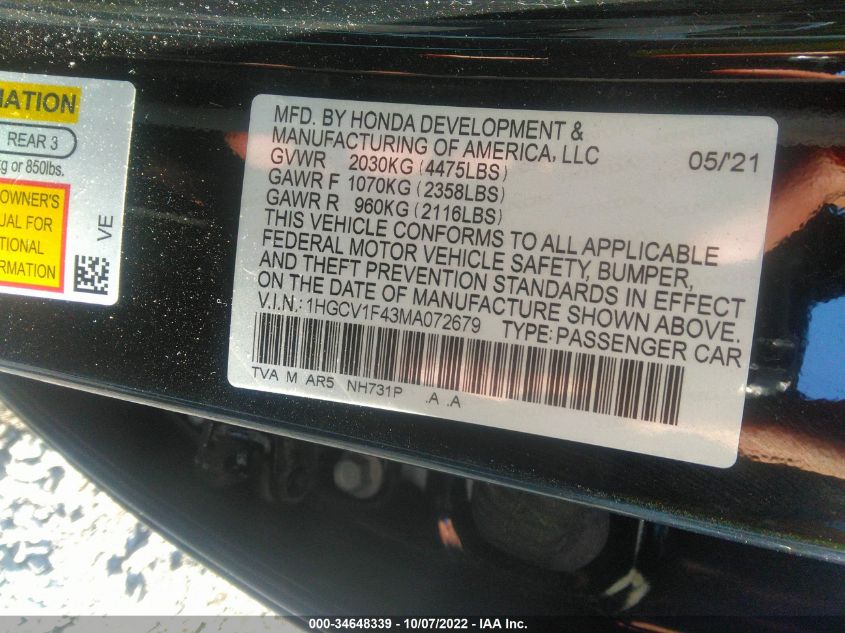 MATION
REAR 3
kg or 850lbs.
OWNER'S
UAL FOR
TIONAL
ORMATION
VE
MFD. BY HONDA DEVELOPMENT &
MANUFACTURING OF AMERICA, LLC 05/'21
GVWR 2030KG (4475LBS)
GAWR F 1070KG (2358LBS)
GAWR R 960KG (2116LBS)
THIS VEHICLE CONFORMS TO ALL APPLICABLE
FEDERAL MOTOR VEHICLE SAFETY, BUMPER,
AND THEFT PREVENTION STANDARDS IN EFFECT
ON THE DATE OF MANUFACTURE SHOWN ABOVE.
V.I.N.: 1HGCV1F43MA072679 TYPE: PASSENGER CAR
TVA M AR5 NH731P .A .A
000-34648339 - 10/07/2022 - IAA Inc.